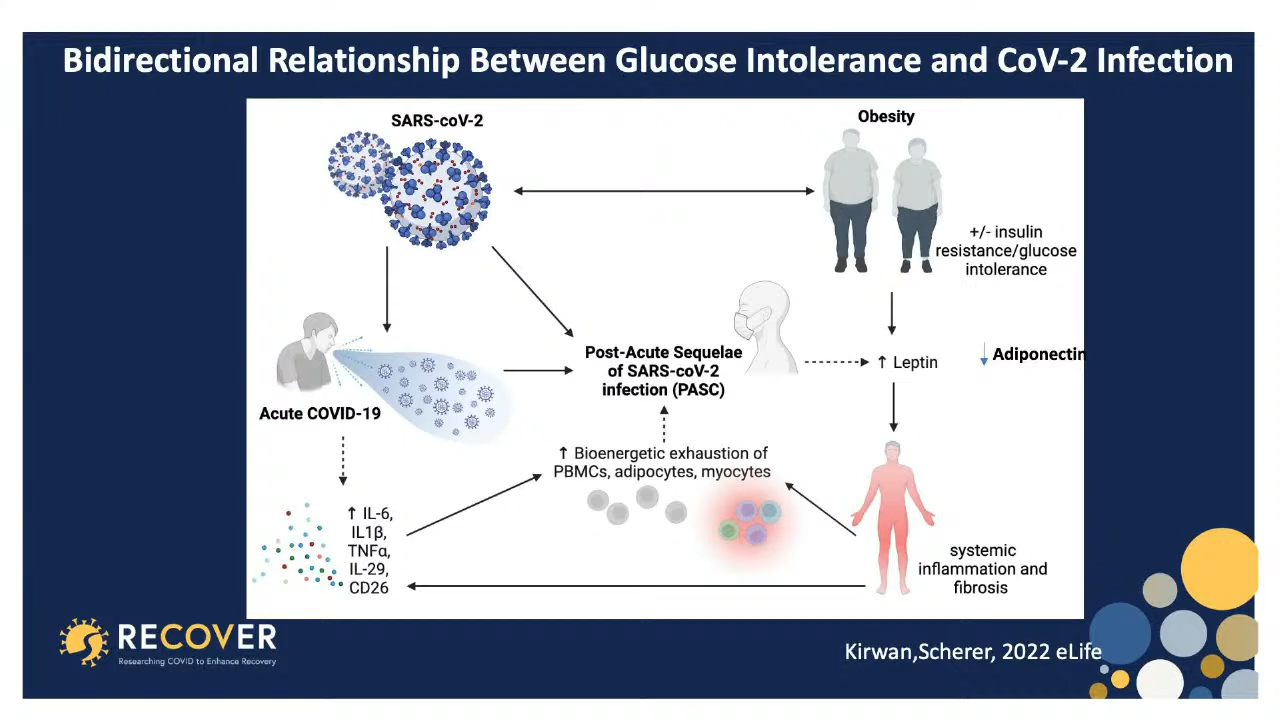 Bidirectional Relationship Between Glucose Intolerance and CoV-2 Infection
SARS-coV-2
Obesity
+/- insulin
resistance/glucose
intolerance
Post-Acute Sequelae
of SARS-coV-2
infection (PASC)
↑ Leptin
↓ Adiponectin
Acute COVID-19
↑ Bioenergetic exhaustion of
PBMCs, adipocytes, myocytes
↑ IL-6,
IL1β,
TNFα,
IL-29,
CD26
systemic
inflammation and
fibrosis
RECOVER
Researching COVID to Enhance Recovery
Kirwan,Scherer, 2022 eLife